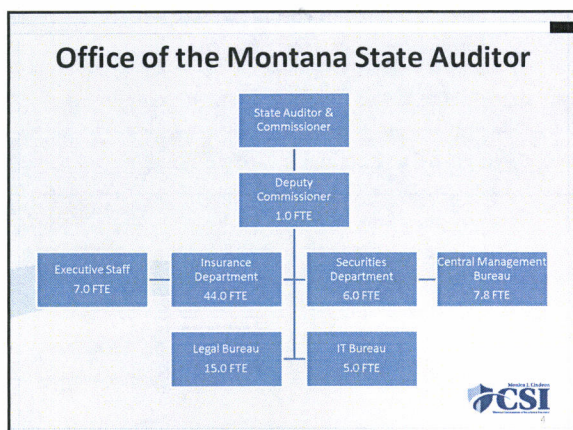 Office of the Montana State Auditor
State Auditor &
Commissioner
Deputy
Commissioner
1.0 FTE
Executive Staff
7.0 FTE
Insurance
Department
44.0 FTE
Securities
Department
6.0 FTE
Central Management
Bureau
7.8 FTE
Legal Bureau
15.0 FTE
IT Bureau
5.0 FTE
Monica J. Lindeen
CSI
4